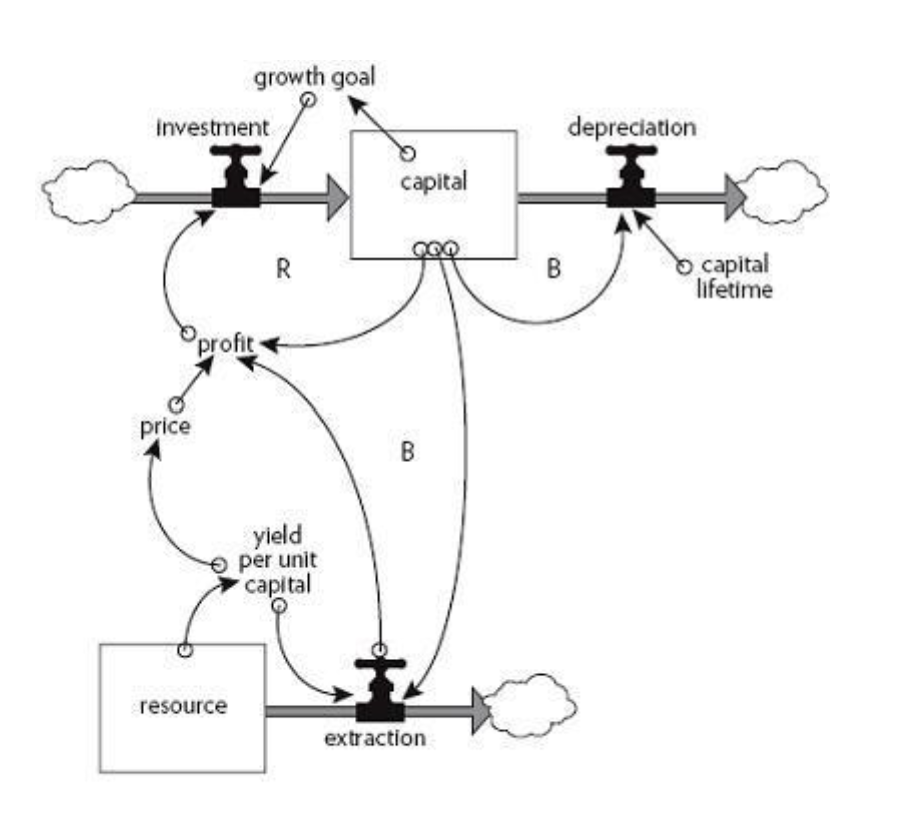 growth goal
investment
depreciation
capital
R
B
capital
lifetime
profit
price
B
yield
per unit
capital
resource
extraction